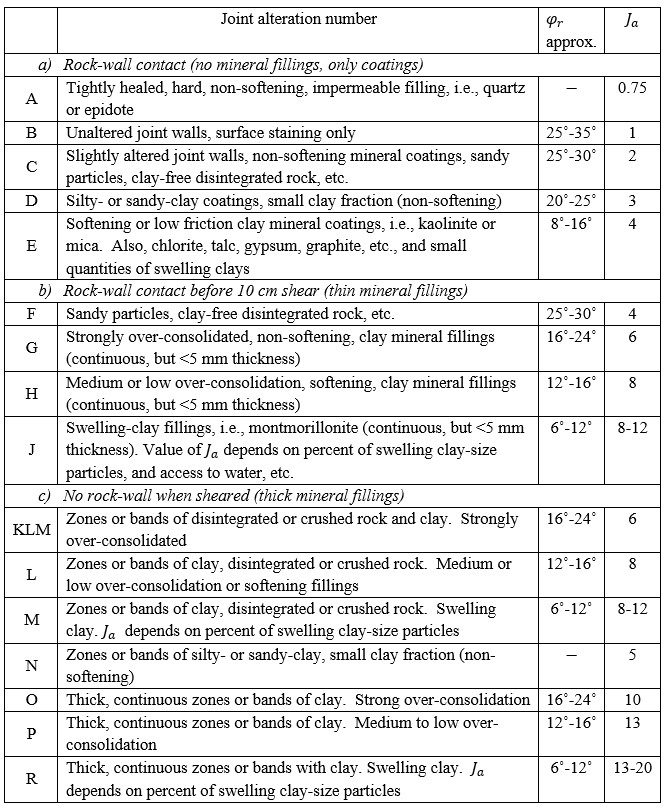 Joint alteration number φr Ja
approx.
a) Rock-wall contact (no mineral fillings, only coatings)
A Tightly healed, hard, non-softening, impermeable filling, i.e., quartz — 0.75
or epidote
B Unaltered joint walls, surface staining only 25˚-35˚ 1
C Slightly altered joint walls, non-softening mineral coatings, sandy 25˚-30˚ 2
particles, clay-free disintegrated rock, etc.
D Silty- or sandy-clay coatings, small clay fraction (non-softening) 20˚-25˚ 3
E Softening or low friction clay mineral coatings, i.e., kaolinite or 8˚-16˚ 4
mica. Also, chlorite, talc, gypsum, graphite, etc., and small
quantities of swelling clays
b) Rock-wall contact before 10 cm shear (thin mineral fillings)
F Sandy particles, clay-free disintegrated rock, etc. 25˚-30˚ 4
G Strongly over-consolidated, non-softening, clay mineral fillings 16˚-24˚ 6
(continuous, but <5 mm thickness)
H Medium or low over-consolidation, softening, clay mineral fillings 12˚-16˚ 8
(continuous, but <5 mm thickness)
J Swelling-clay fillings, i.e., montmorillonite (continuous, but <5 mm 6˚-12˚ 8-12
thickness). Value of Ja depends on percent of swelling clay-size
particles, and access to water, etc.
c) No rock-wall when sheared (thick mineral fillings)
KLM Zones or bands of disintegrated or crushed rock and clay. Strongly 16˚-24˚ 6
over-consolidated
L Zones or bands of clay, disintegrated or crushed rock. Medium or 12˚-16˚ 8
low over-consolidation or softening fillings
M Zones or bands of clay, disintegrated or crushed rock. Swelling 6˚-12˚ 8-12
clay. Ja depends on percent of swelling clay-size particles
N Zones or bands of silty- or sandy-clay, small clay fraction (non- — 5
softening)
O Thick, continuous zones or bands of clay. Strong over-consolidation 16˚-24˚ 10
P Thick, continuous zones or bands of clay. Medium to low over- 12˚-16˚ 13
consolidation
R Thick, continuous zones or bands with clay. Swelling clay. Ja 6˚-12˚ 13-20
depends on percent of swelling clay-size particles